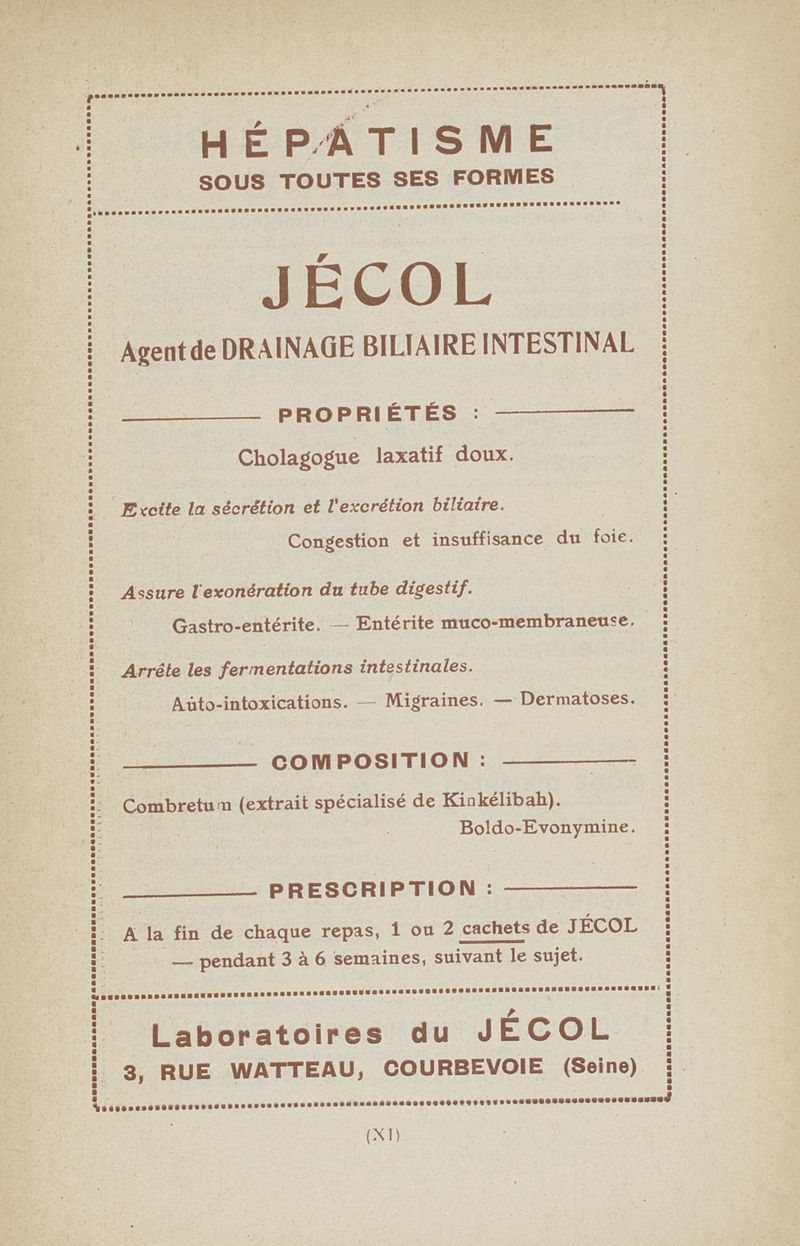 HÉPATISME
SOUS TOUTES SES FORMES
JÉCOL
Agent de DRAINAGE BILIAIRE INTESTINAL
PROPRIÉTÉS :
Cholagogue laxatif doux.
Excite la sécrétion et l'excrétion biliaire.
Congestion et insuffisance du foie.
Assure l'exonération du tube digestif.
Gastro-entérite. — Entérite muco-membraneuse.
Arrête les fermentations intestinales.
Auto-intoxications. — Migraines. — Dermatoses.
COMPOSITION :
Combretum (extrait spécialisé de Kinkélibah).
Boldo-Evonymine.
PRESCRIPTION :
A la fin de chaque repas, 1 ou 2 cachets de JÉCOL
— pendant 3 à 6 semaines, suivant le sujet.
Laboratoires du JÉCOL
3, RUE WATTEAU, COURBEVOIE (Seine)
(XI)